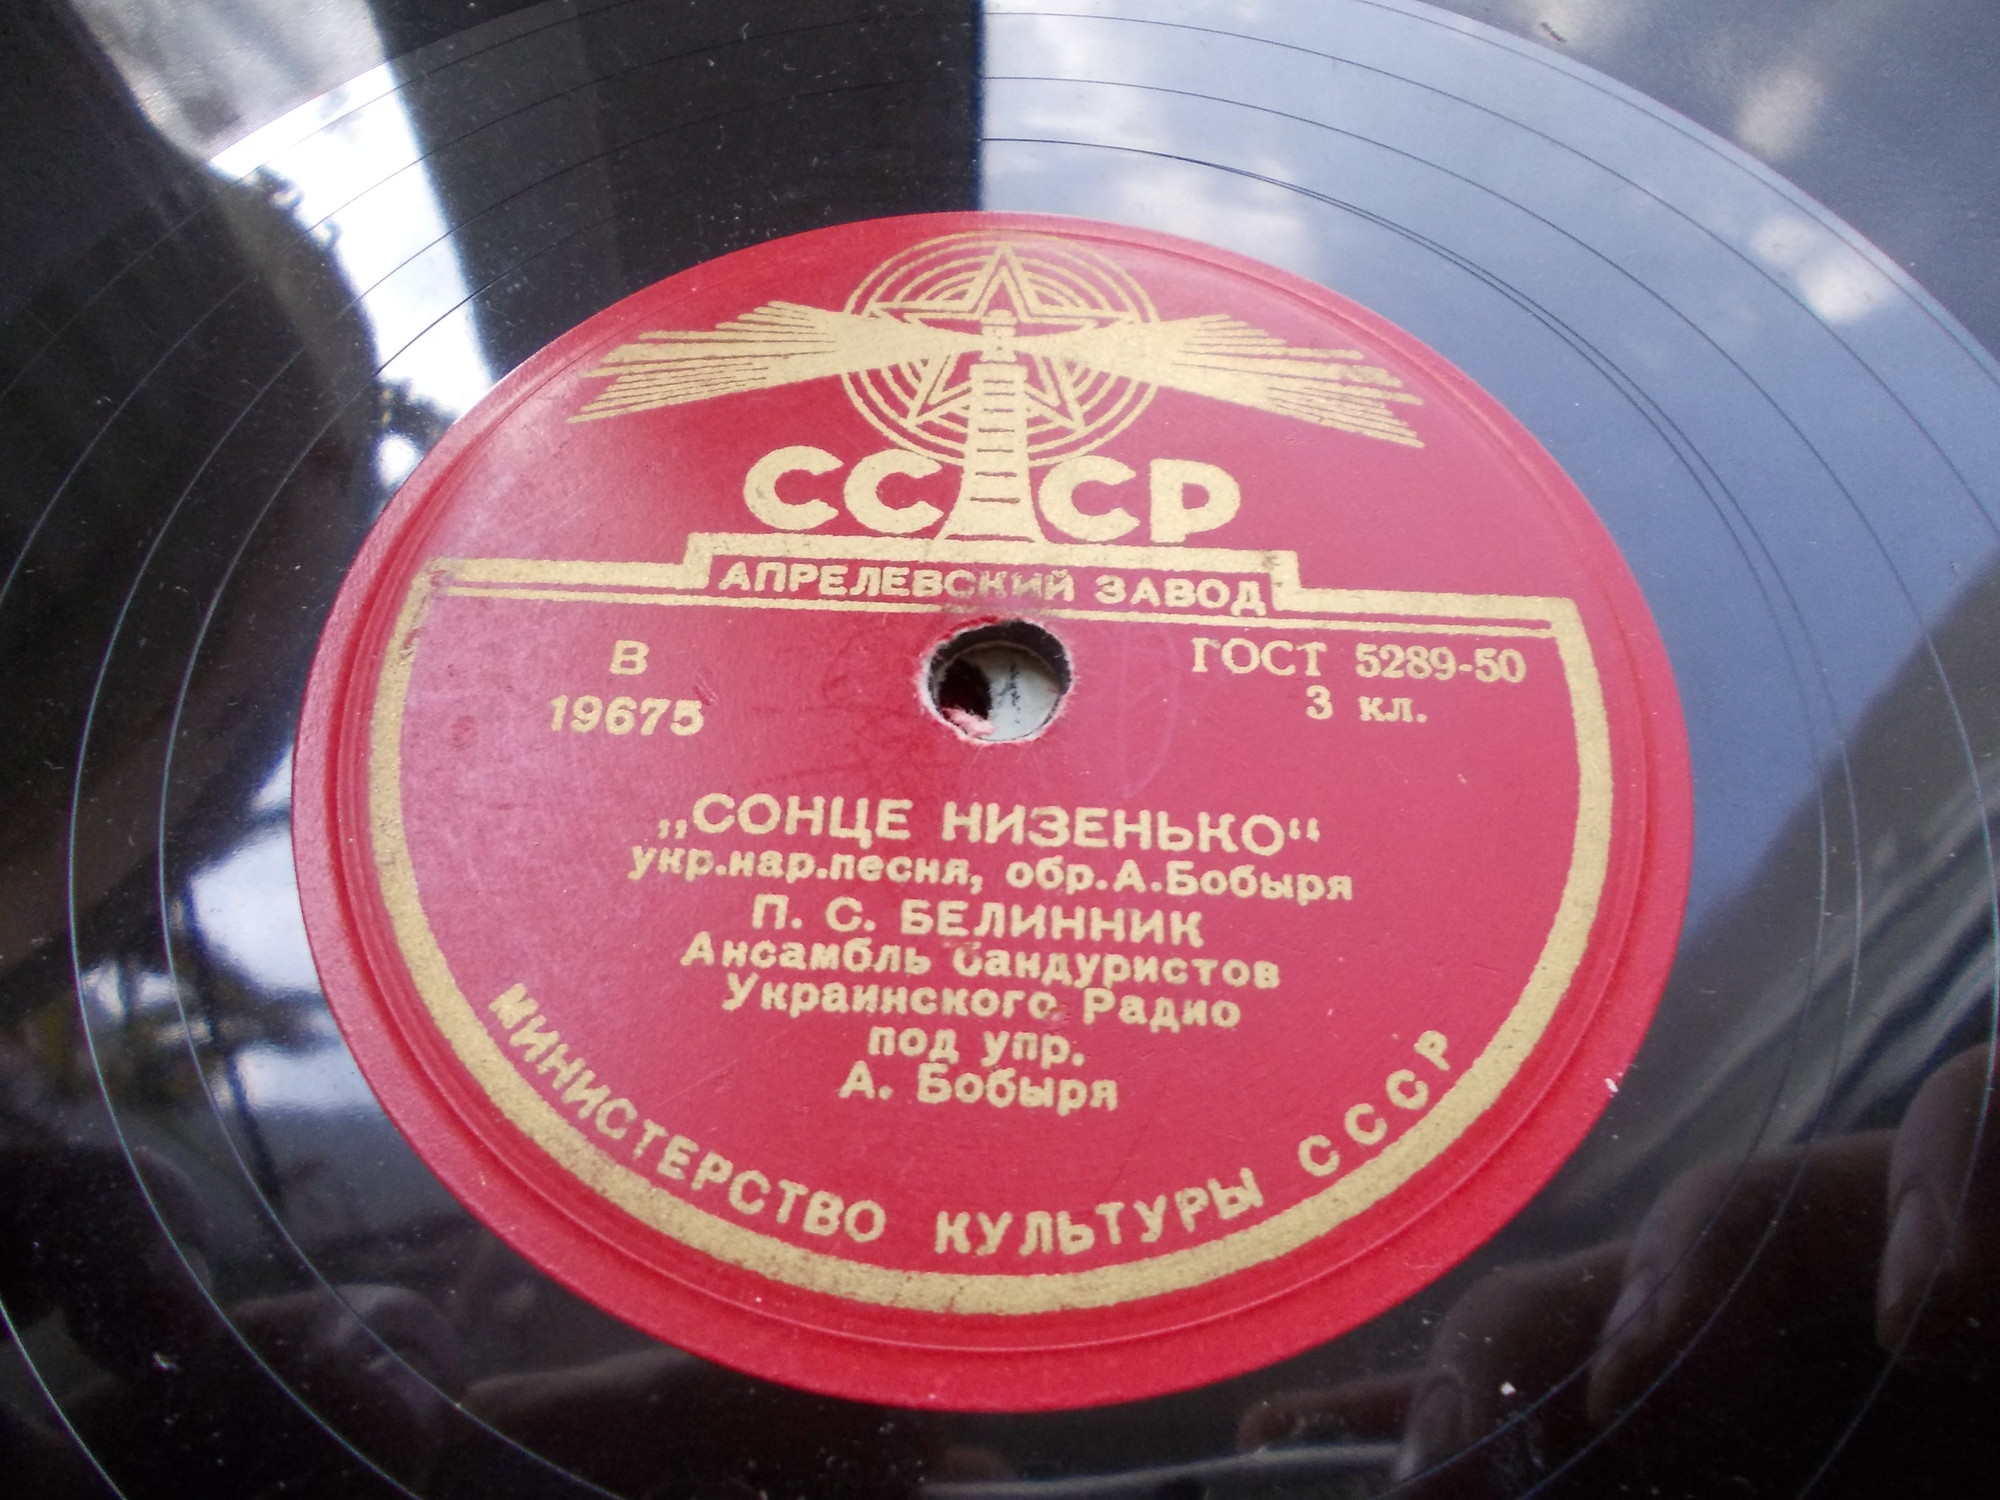 СССР
АПРЕЛЕВСКИЙ ЗАВОД
В
19675
ГОСТ 5289-50
3 кл.
„СОНЦЕ НИЗЕНЬКО“
укр.нар.песня, обр.А.Бобыря
П. С. БЕЛИННИК
Ансамбль бандуристов
Украинского Радио
под упр.
А. Бобыря
МИНИСТЕРСТВО КУЛЬТУРЫ СССР